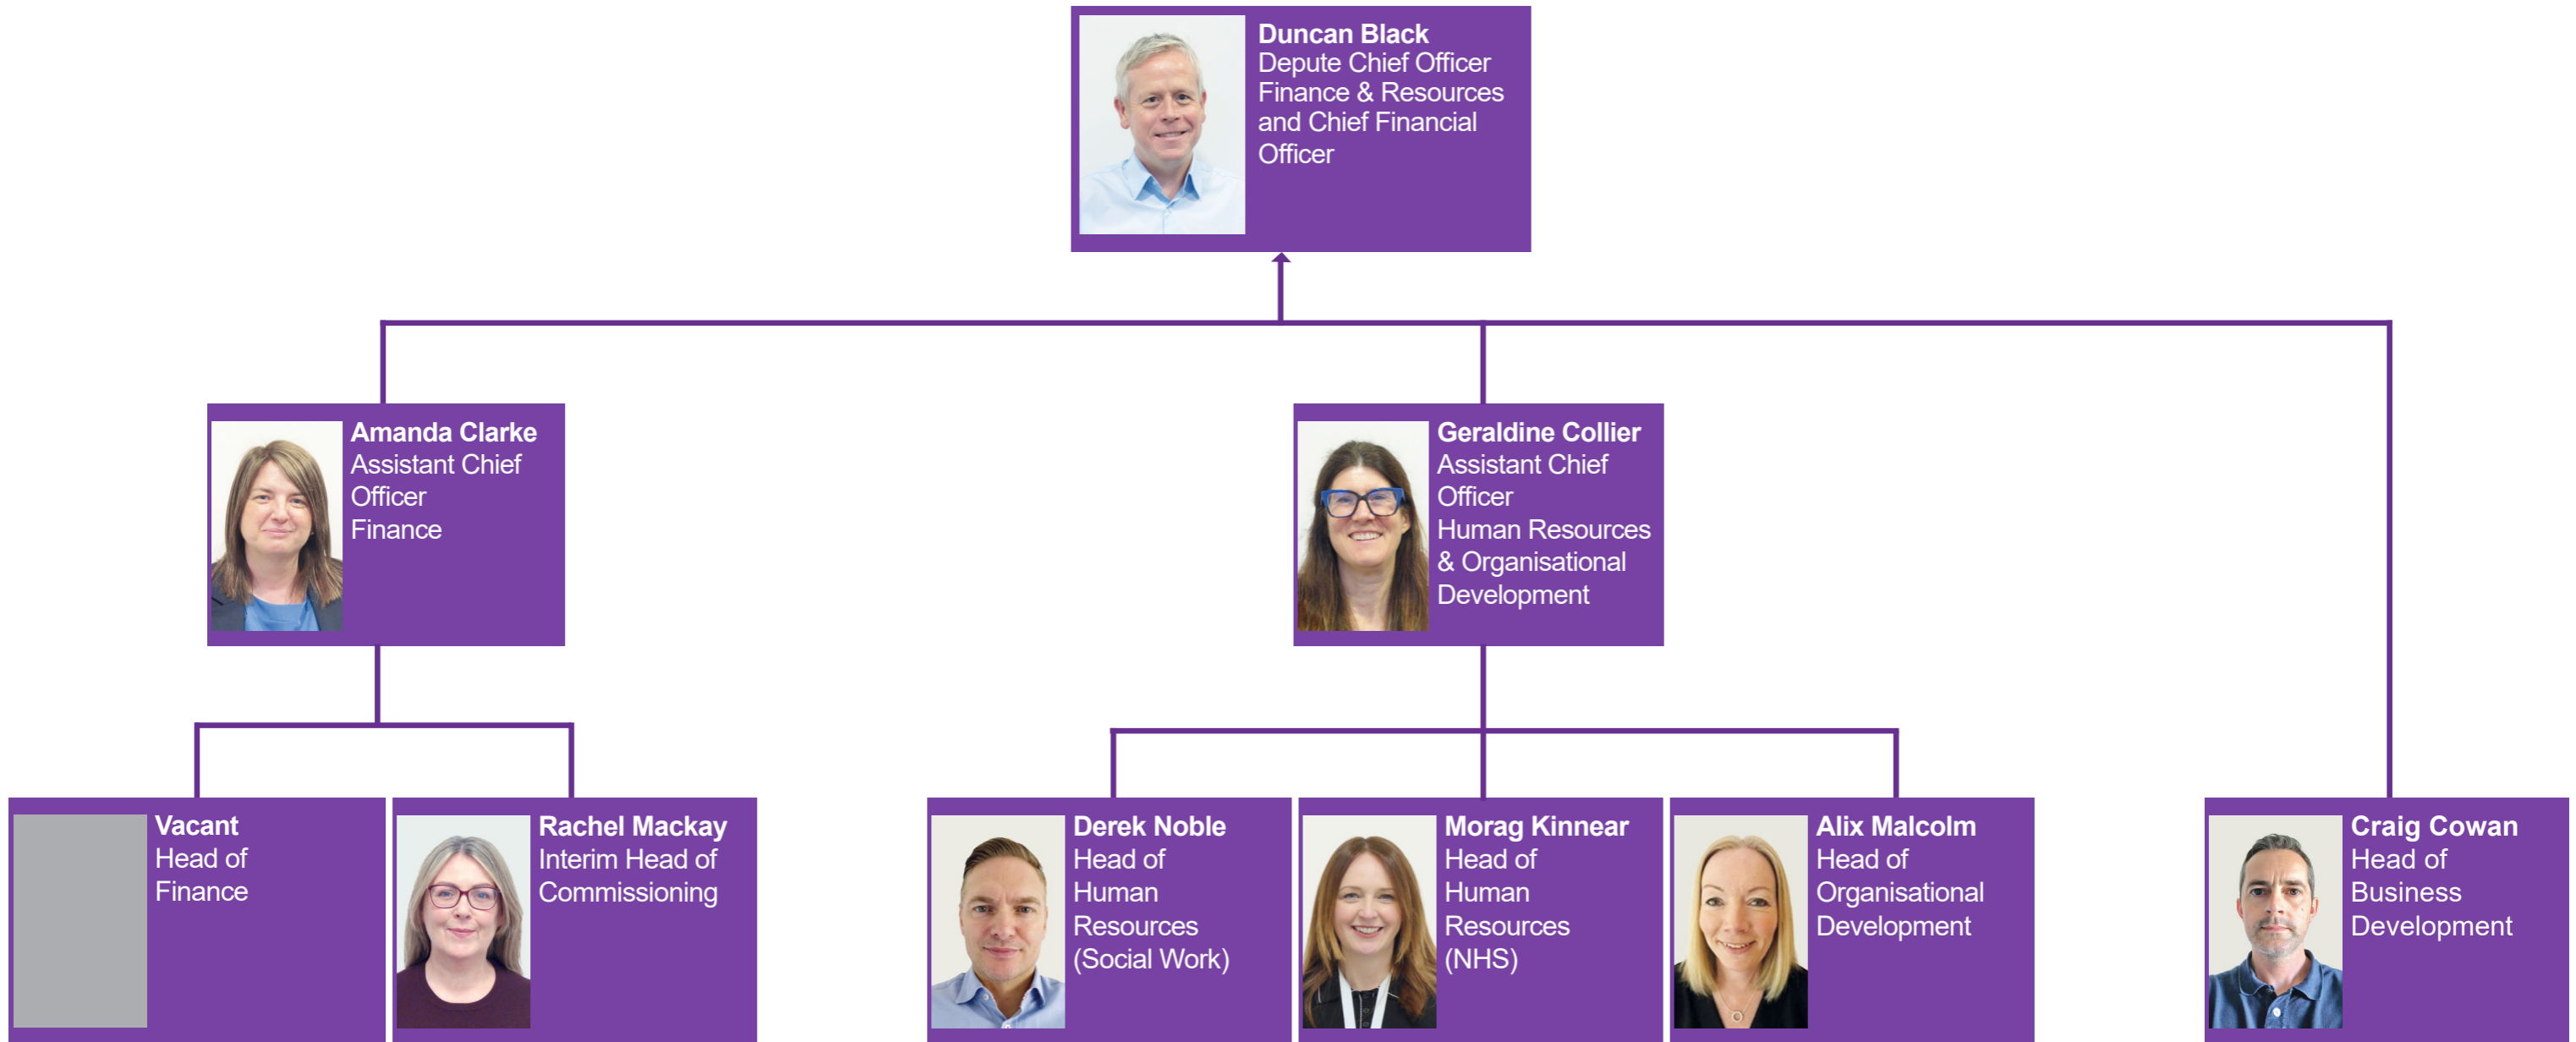 Duncan Black
Depute Chief Officer
Finance & Resources
and Chief Financial
Officer
Amanda Clarke
Assistant Chief
Officer
Finance
Geraldine Collier
Assistant Chief
Officer
Human Resources
& Organisational
Development
Vacant
Head of
Finance
Rachel Mackay
Interim Head of
Commissioning
Derek Noble
Head of
Human
Resources
(Social Work)
Morag Kinnear
Head of
Human
Resources
(NHS)
Alix Malcolm
Head of
Organisational
Development
Craig Cowan
Head of
Business
Development